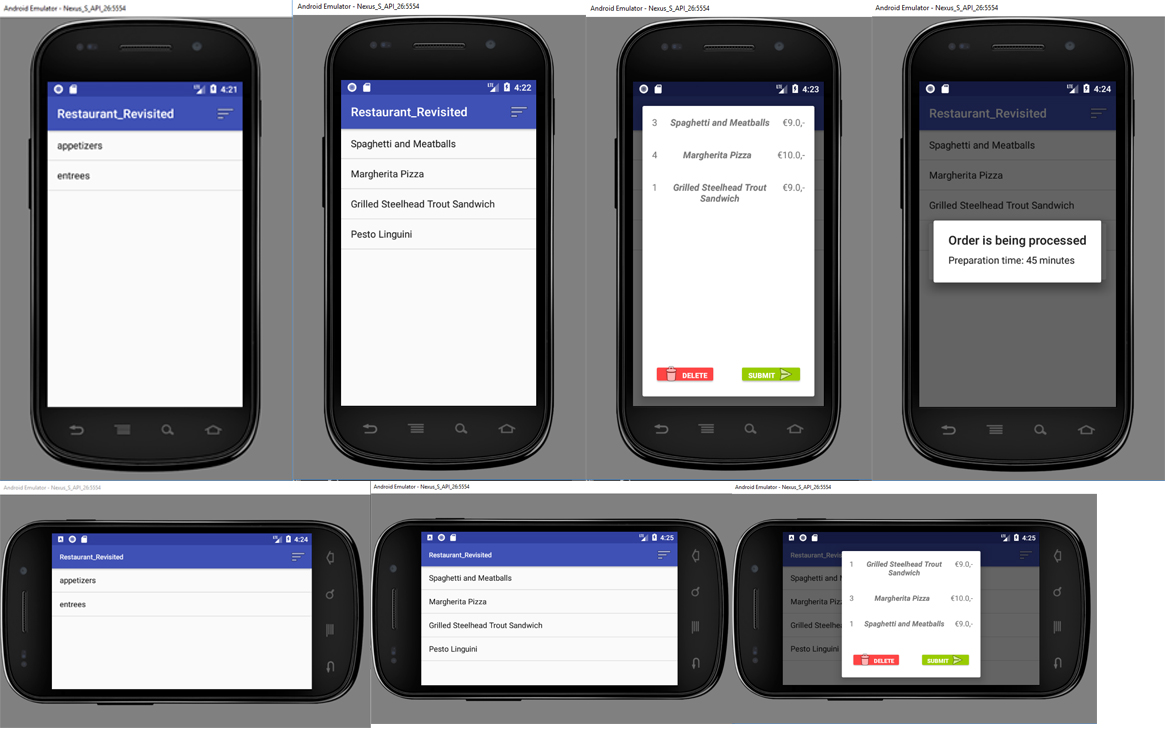 Android Emulator - Nexus_S_API_26:5554
4:21
Restaurant_Revisited
appetizers
entrees
Android Emulator - Nexus_S_API_26:5554
4:22
Restaurant_Revisited
Spaghetti and Meatballs
Margherita Pizza
Grilled Steelhead Trout Sandwich
Pesto Linguini
Android Emulator - Nexus_S_API_26:5554
4:23
3 Spaghetti and Meatballs €9.0,-
4 Margherita Pizza €10.0,-
1 Grilled Steelhead Trout €9.0,-
Sandwich
DELETE SUBMIT
Android Emulator - Nexus_S_API_26:5554
4:24
Restaurant_Revisited
Spaghetti and Meatballs
Margherita Pizza
Grilled Steelhead Trout Sandwich
Order is being processed
Preparation time: 45 minutes
Android Emulator - Nexus_S_API_26:5554
4:24
Restaurant_Revisited
appetizers
entrees
Android Emulator - Nexus_S_API_26:5554
4:25
Restaurant_Revisited
Spaghetti and Meatballs
Margherita Pizza
Grilled Steelhead Trout Sandwich
Pesto Linguini
Android Emulator - Nexus_S_API_26:5554
4:25
Restaurant_Revis
Spaghetti and M
Margherita Pizz
Grilled Steelhe
Pesto Linguini
1 Grilled Steelhead Trout €9.0,-
Sandwich
3 Margherita Pizza €10.0,-
1 Spaghetti and Meatballs €9.0,-
DELETE SUBMIT